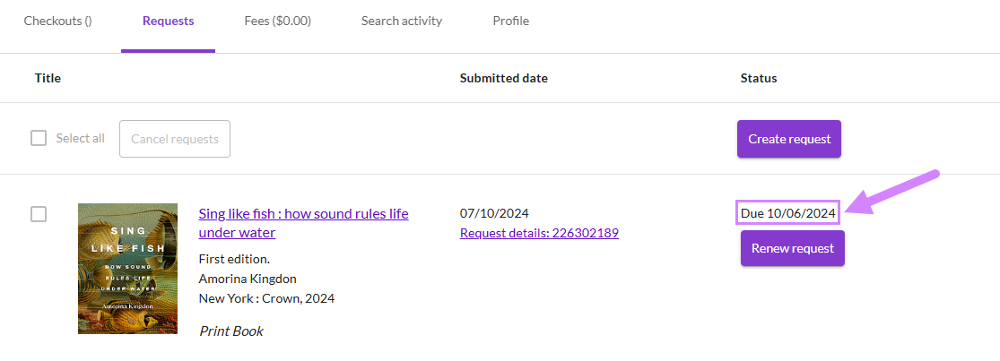 Checkouts ()
Requests
Fees ($0.00)
Search activity
Profile
Title
Submitted date
Status
Select all
Cancel requests
Create request
SING
LIKE FISH
HOW SOUND
RULES LIFE
UNDER WATER
Amorina Kingdon
Sing like fish : how sound rules life
under water
First edition.
Amorina Kingdon
New York : Crown, 2024
Print Book
07/10/2024
Request details: 226302189
Due 10/06/2024
Renew request